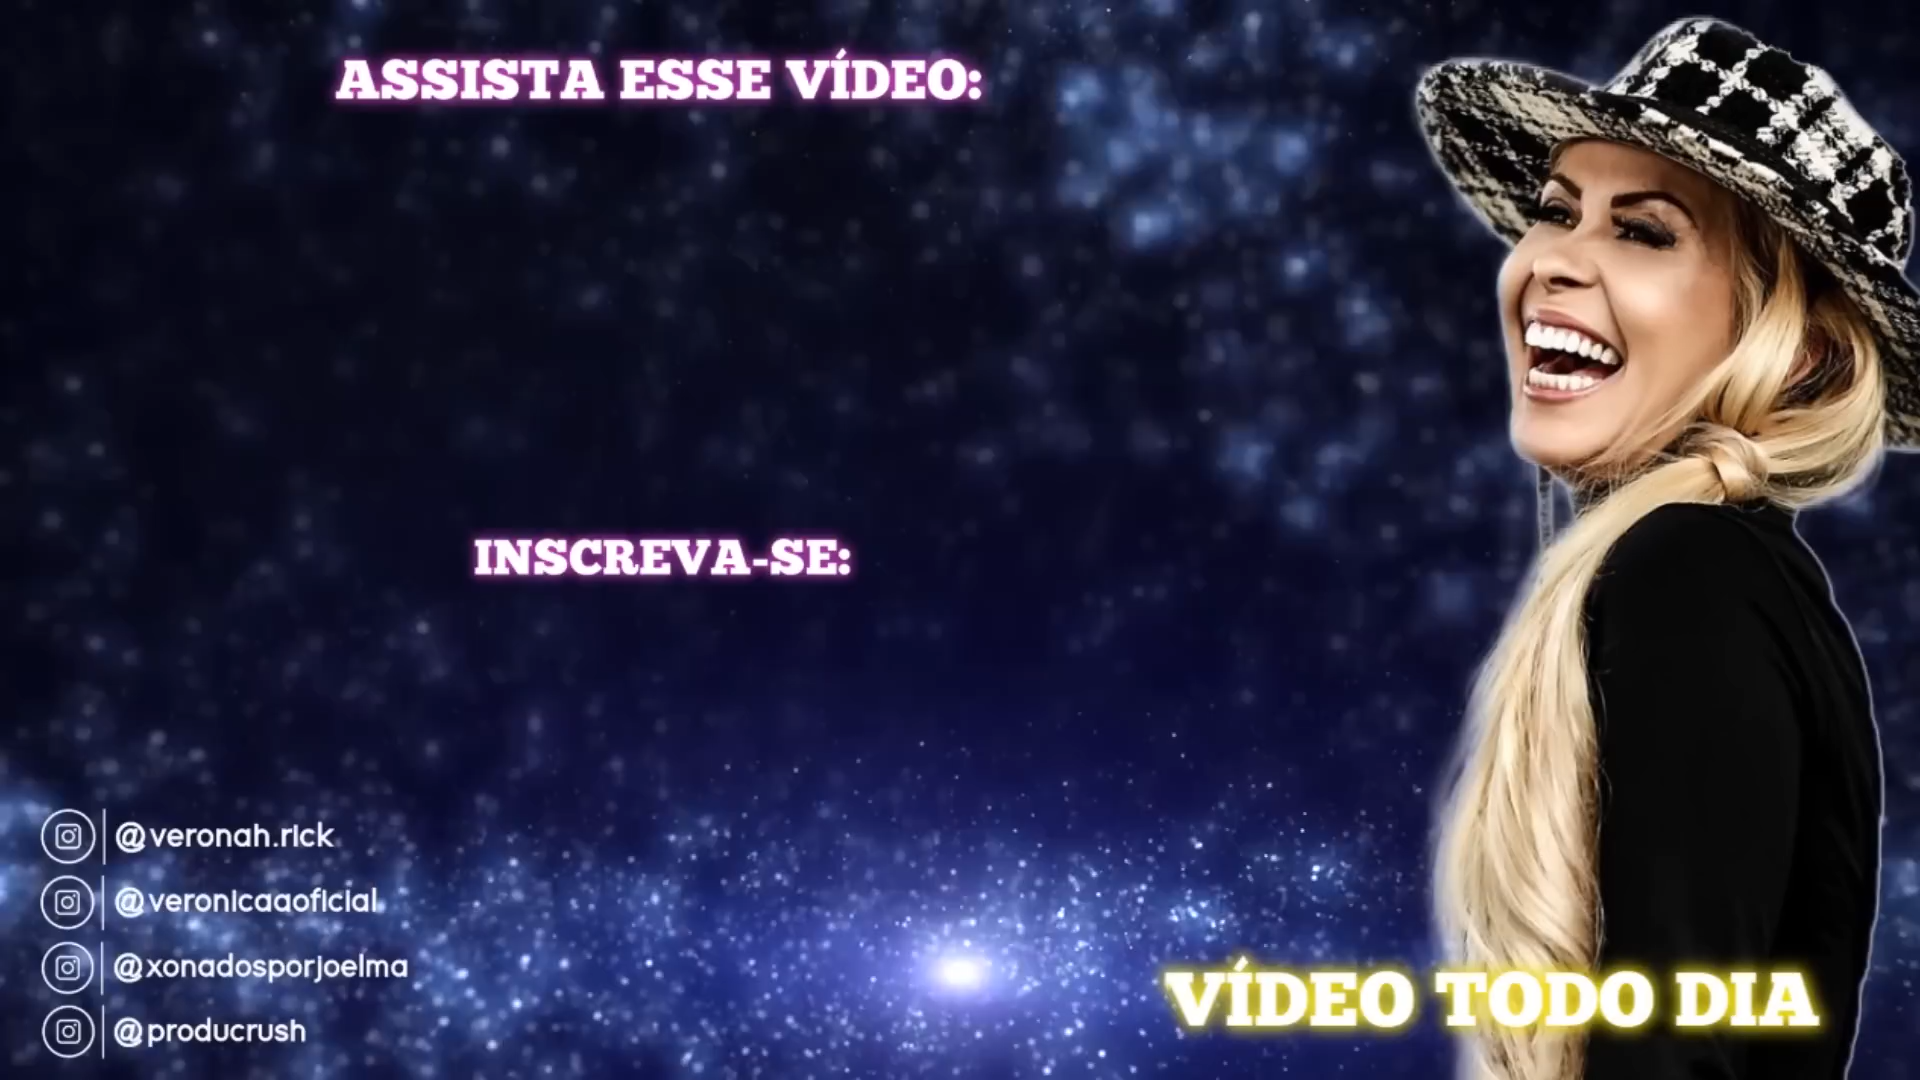 ASSISTA ESSE VÍDEO:
INSCREVA-SE:
@veronah.rick
@veronicaaoficial
@xonadosporjoelma
@producrush
VÍDEO TODO DIA